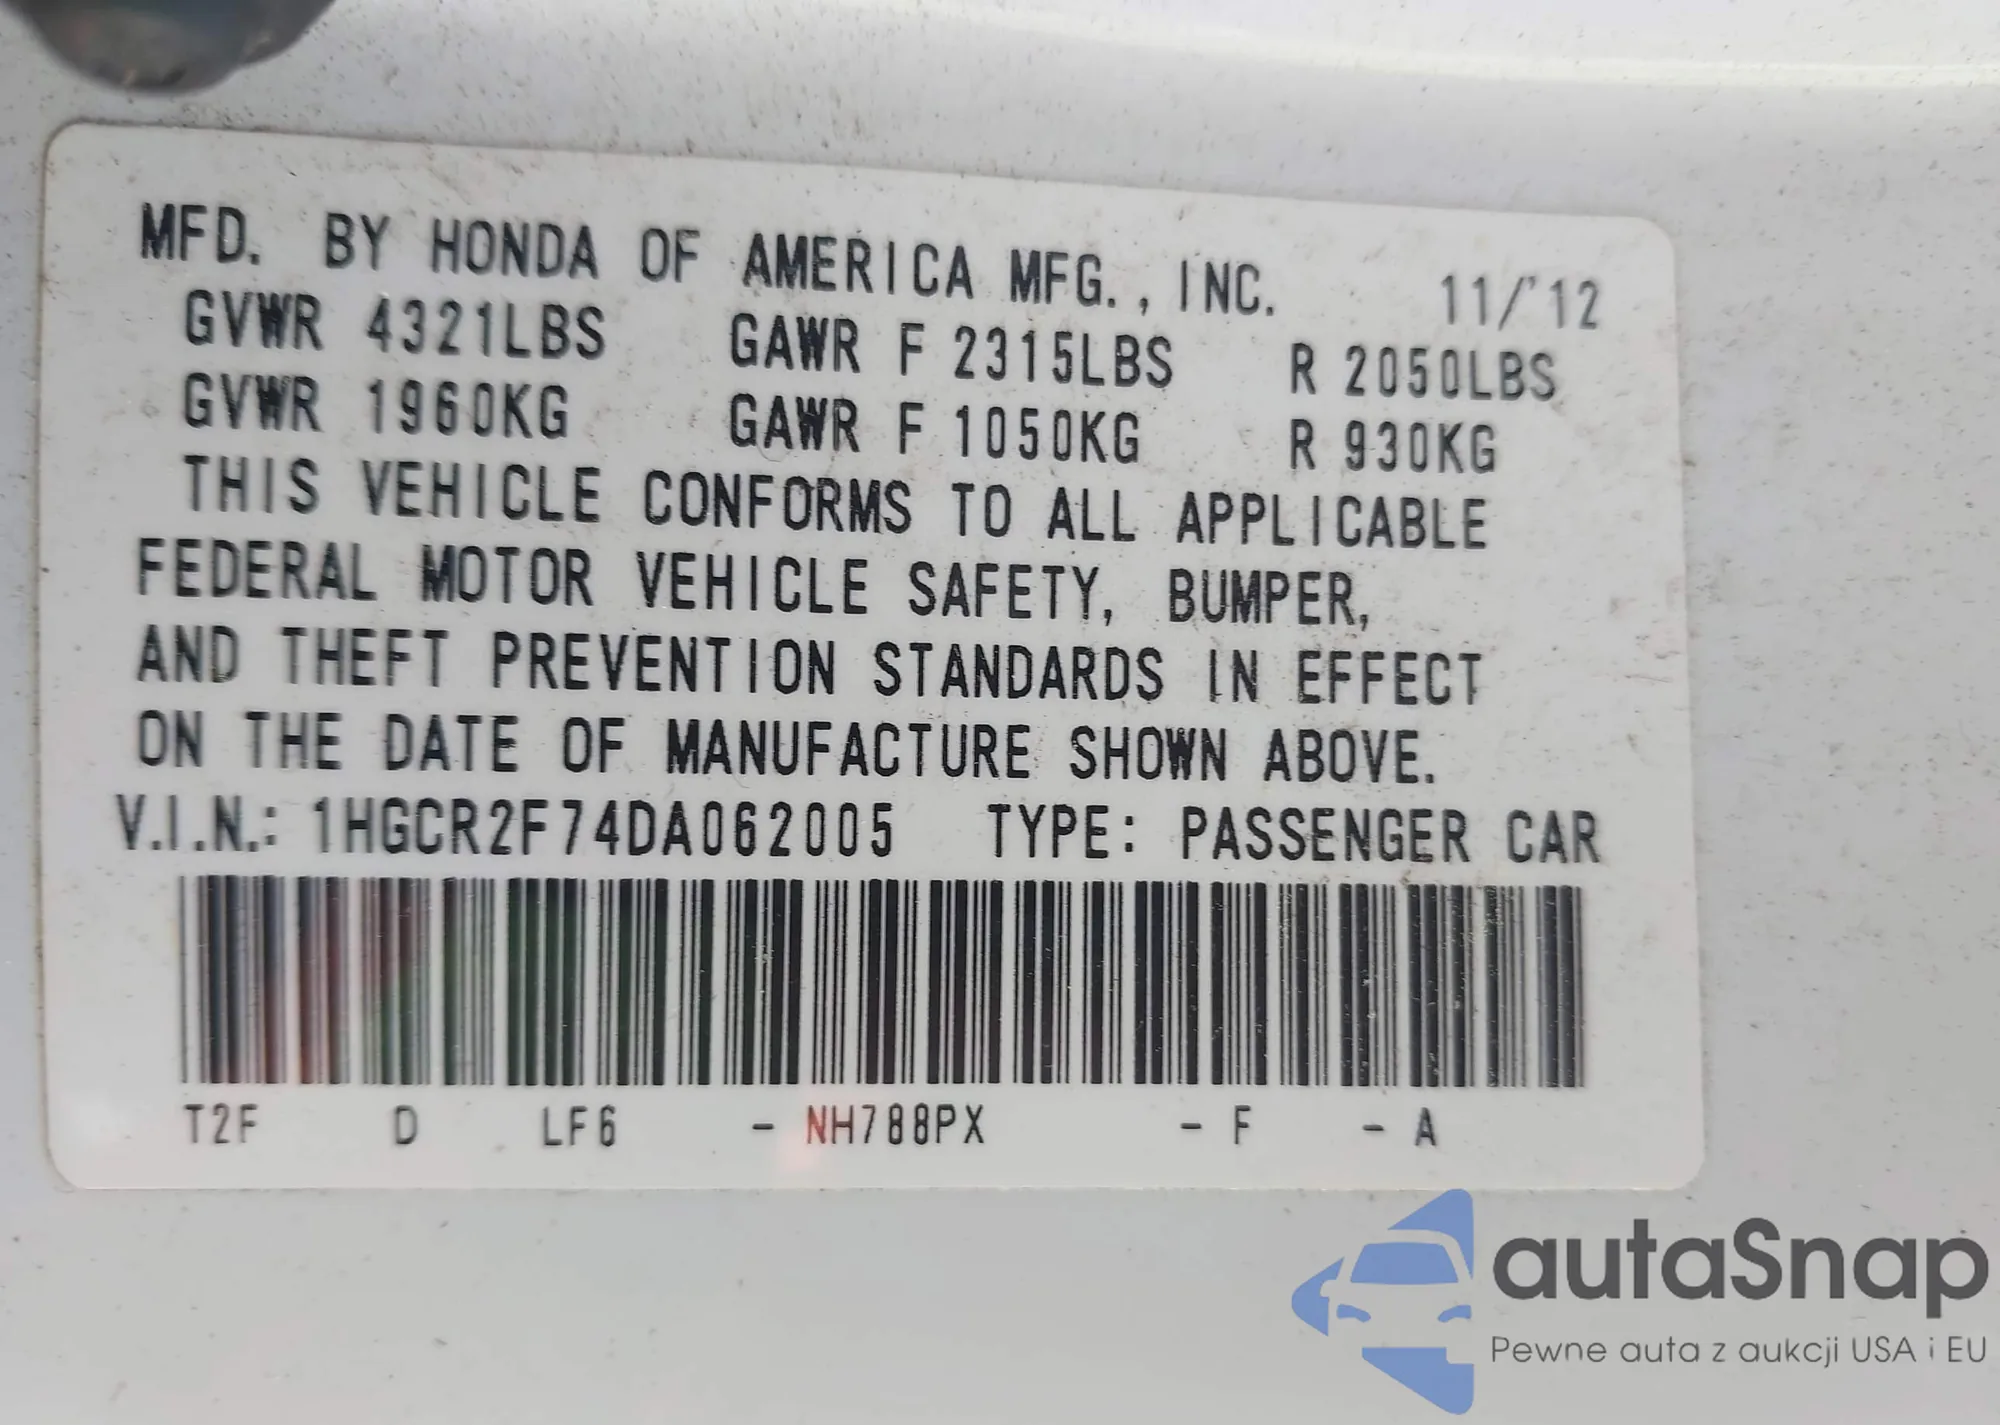 MFD. BY HONDA OF AMERICA MFG., INC. 11/'12
GVWR 4321LBS GAWR F 2315LBS R 2050LBS
GVWR 1960KG GAWR F 1050KG R 930KG
THIS VEHICLE CONFORMS TO ALL APPLICABLE
FEDERAL MOTOR VEHICLE SAFETY, BUMPER,
AND THEFT PREVENTION STANDARDS IN EFFECT
ON THE DATE OF MANUFACTURE SHOWN ABOVE.
V.I.N.: 1HGCR2F74DA062005 TYPE: PASSENGER CAR
T2F D LF6 - NH788PX - F - A
autaSnap
Pewne auta z aukcji USA i EU